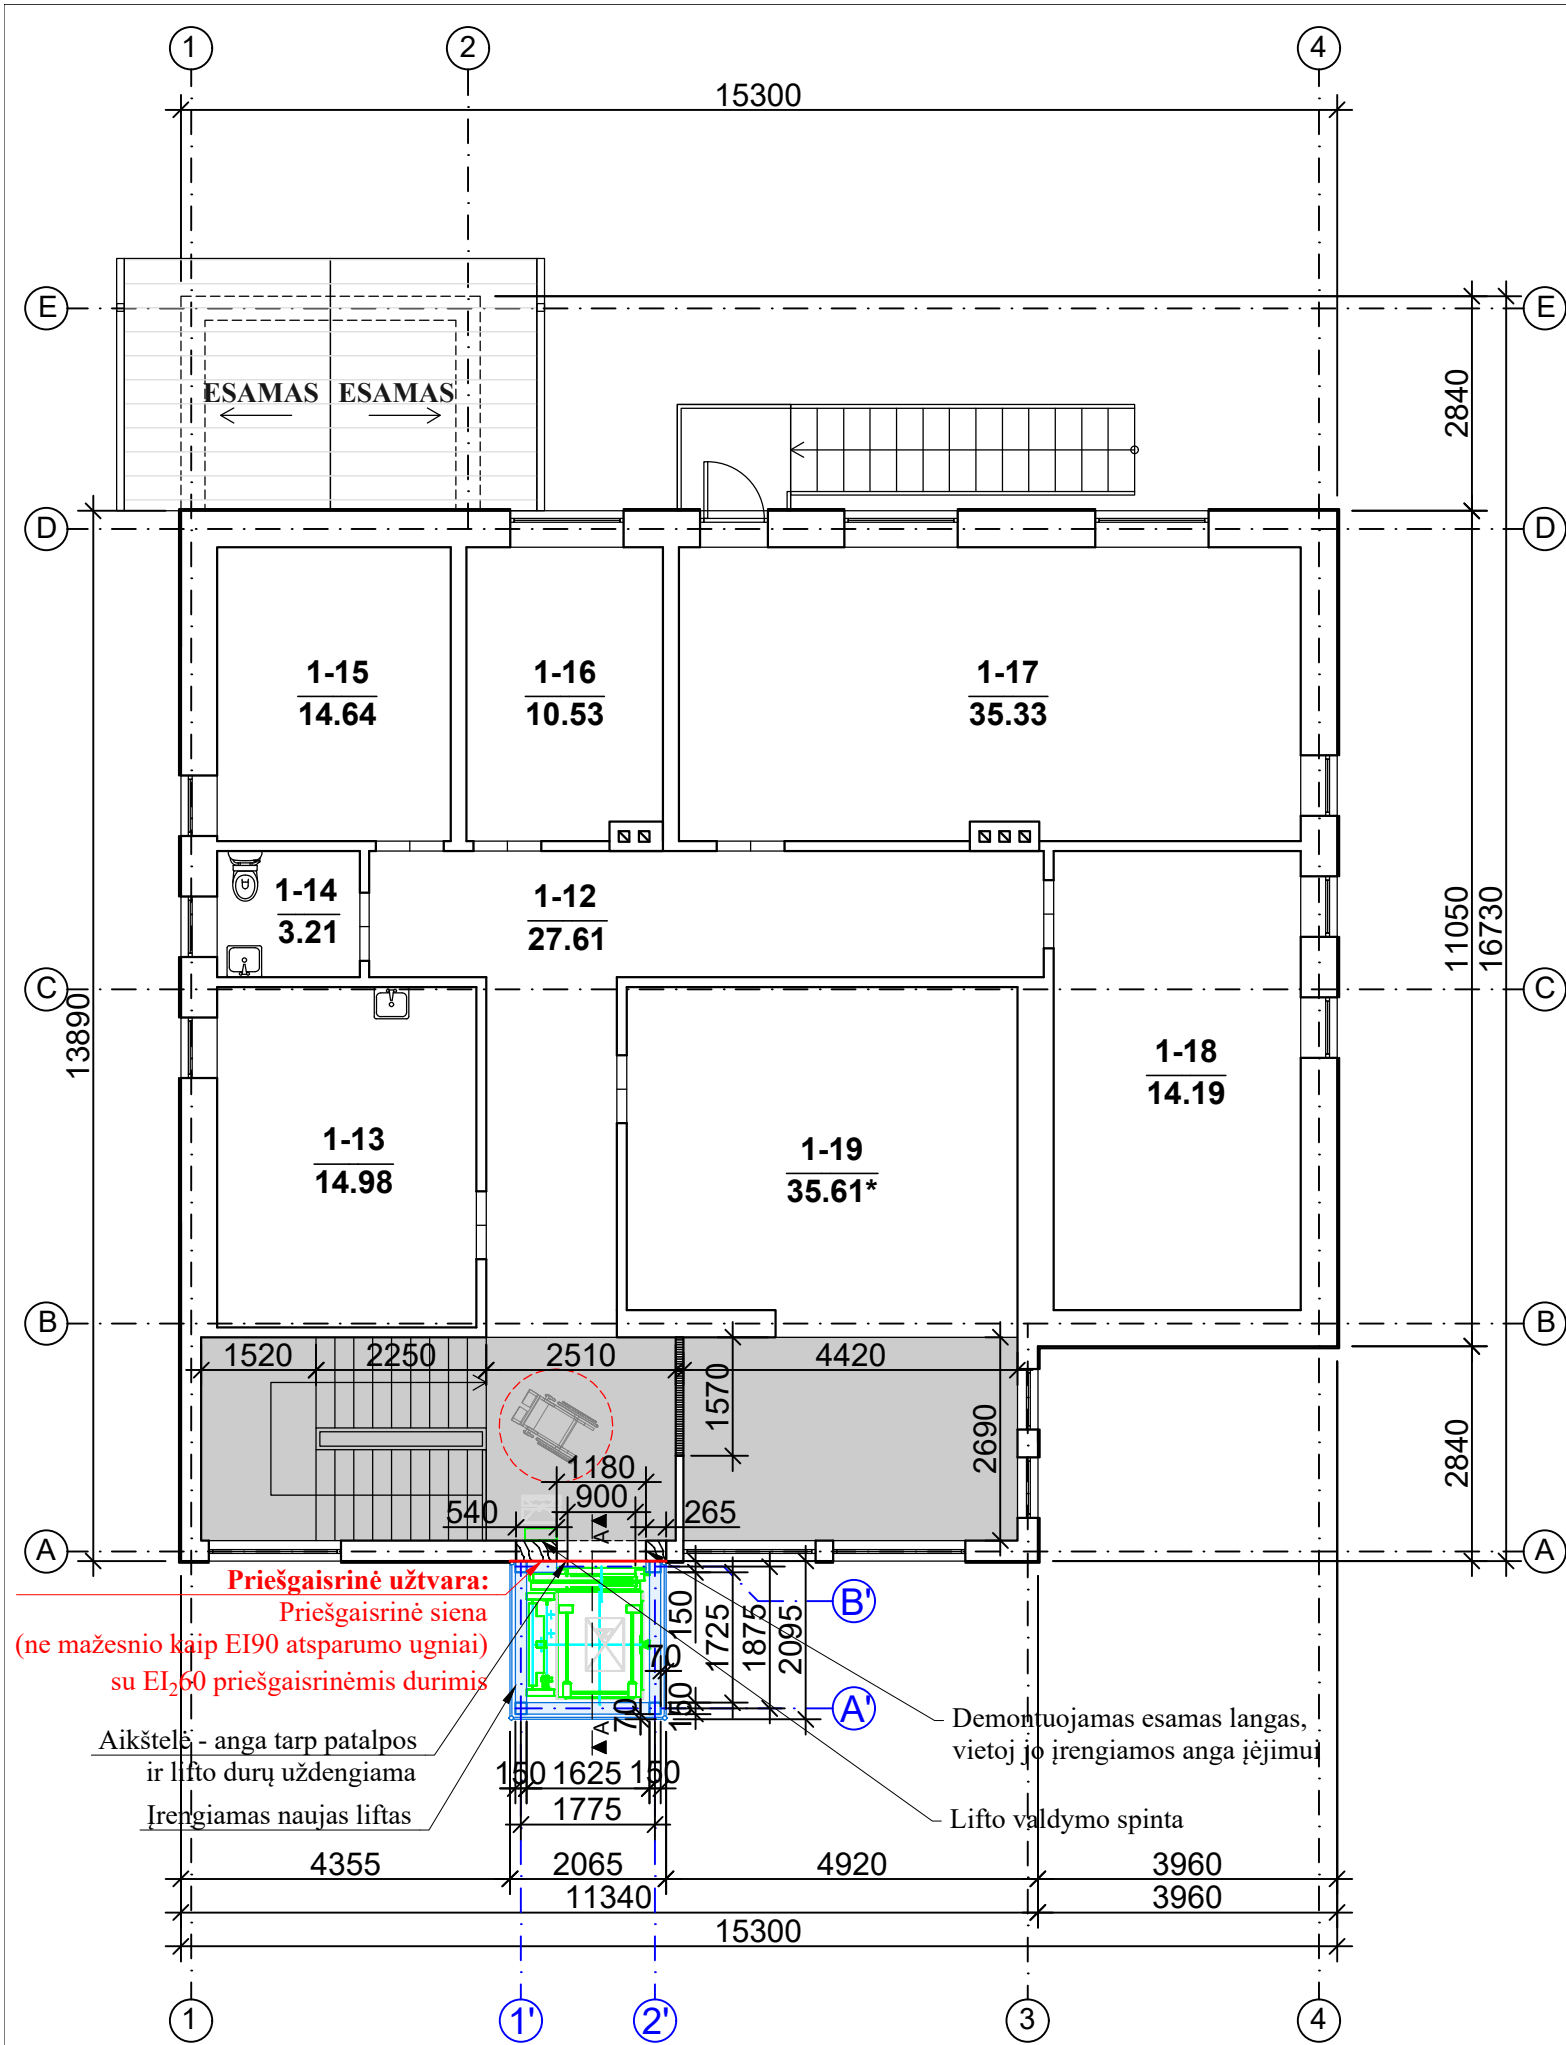 1
2
4
15300
E
E
ESAMAS
ESAMAS
2840
D
D
1-15
14.64
1-16
10.53
1-17
35.33
1-14
3.21
1-12
27.61
11050
16730
C
C
13890
1-18
14.19
1-13
14.98
1-19
35.61*
B
B
1520
2250
2510
4420
1570
2690
2840
1180
900
540
265
A
A
A
Priešgaisrinė užtvara:
Priešgaisrinė siena
(ne mažesnio kaip EI90 atsparumo ugniai)
su EI₂60 priešgaisrinėmis durimis
B'
150
1725
1875
2095
70
A'
150
70
A
Aikštelė - anga tarp patalpos
ir lifto durų uždengiama
Įrengiamas naujas liftas
Demontuojamas esamas langas,
vietoj jo įrengiamos anga įėjimui
Lifto valdymo spinta
150
1625
150
1775
4355
2065
4920
3960
11340
3960
15300
1
1'
2'
3
4